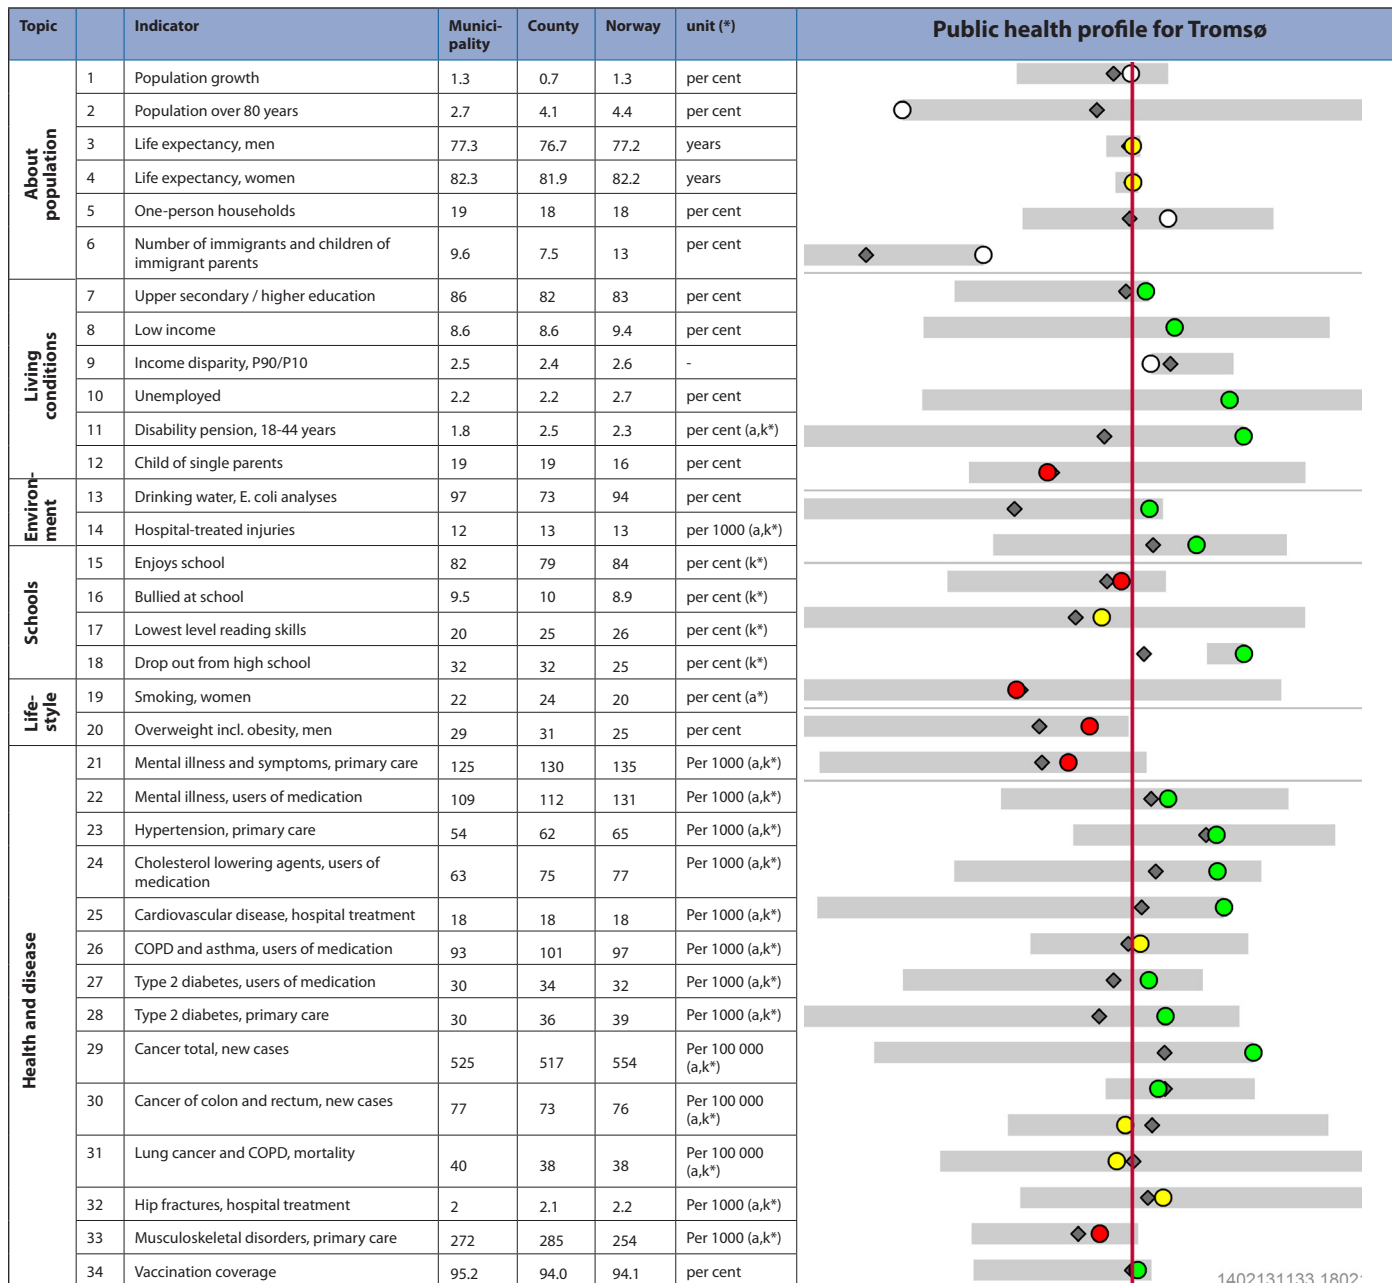 Topic Indicator Munici- County Norway unit (*) Public health profile for Tromsø
pality
About
population
1 Population growth 1.3 0.7 1.3 per cent
2 Population over 80 years 2.7 4.1 4.4 per cent
3 Life expectancy, men 77.3 76.7 77.2 years
4 Life expectancy, women 82.3 81.9 82.2 years
5 One-person households 19 18 18 per cent
6 Number of immigrants and children of 9.6 7.5 13 per cent
immigrant parents
Living
conditions
7 Upper secondary / higher education 86 82 83 per cent
8 Low income 8.6 8.6 9.4 per cent
9 Income disparity, P90/P10 2.5 2.4 2.6 -
10 Unemployed 2.2 2.2 2.7 per cent
11 Disability pension, 18-44 years 1.8 2.5 2.3 per cent (a,k*)
12 Child of single parents 19 19 16 per cent
Environ-
ment
13 Drinking water, E. coli analyses 97 73 94 per cent
14 Hospital-treated injuries 12 13 13 per 1000 (a,k*)
Schools
15 Enjoys school 82 79 84 per cent (k*)
16 Bullied at school 9.5 10 8.9 per cent (k*)
17 Lowest level reading skills 20 25 26 per cent (k*)
18 Drop out from high school 32 32 25 per cent (k*)
Life-
style
19 Smoking, women 22 24 20 per cent (a*)
20 Overweight incl. obesity, men 29 31 25 per cent
Health and disease
21 Mental illness and symptoms, primary care 125 130 135 Per 1000 (a,k*)
22 Mental illness, users of medication 109 112 131 Per 1000 (a,k*)
23 Hypertension, primary care 54 62 65 Per 1000 (a,k*)
24 Cholesterol lowering agents, users of 63 75 77 Per 1000 (a,k*)
medication
25 Cardiovascular disease, hospital treatment 18 18 18 Per 1000 (a,k*)
26 COPD and asthma, users of medication 93 101 97 Per 1000 (a,k*)
27 Type 2 diabetes, users of medication 30 34 32 Per 1000 (a,k*)
28 Type 2 diabetes, primary care 30 36 39 Per 1000 (a,k*)
29 Cancer total, new cases 525 517 554 Per 100 000
(a,k*)
30 Cancer of colon and rectum, new cases 77 73 76 Per 100 000
(a,k*)
31 Lung cancer and COPD, mortality 40 38 38 Per 100 000
(a,k*)
32 Hip fractures, hospital treatment 2 2.1 2.2 Per 1000 (a,k*)
33 Musculoskeletal disorders, primary care 272 285 254 Per 1000 (a,k*)
34 Vaccination coverage 95.2 94.0 94.1 per cent
1402131133